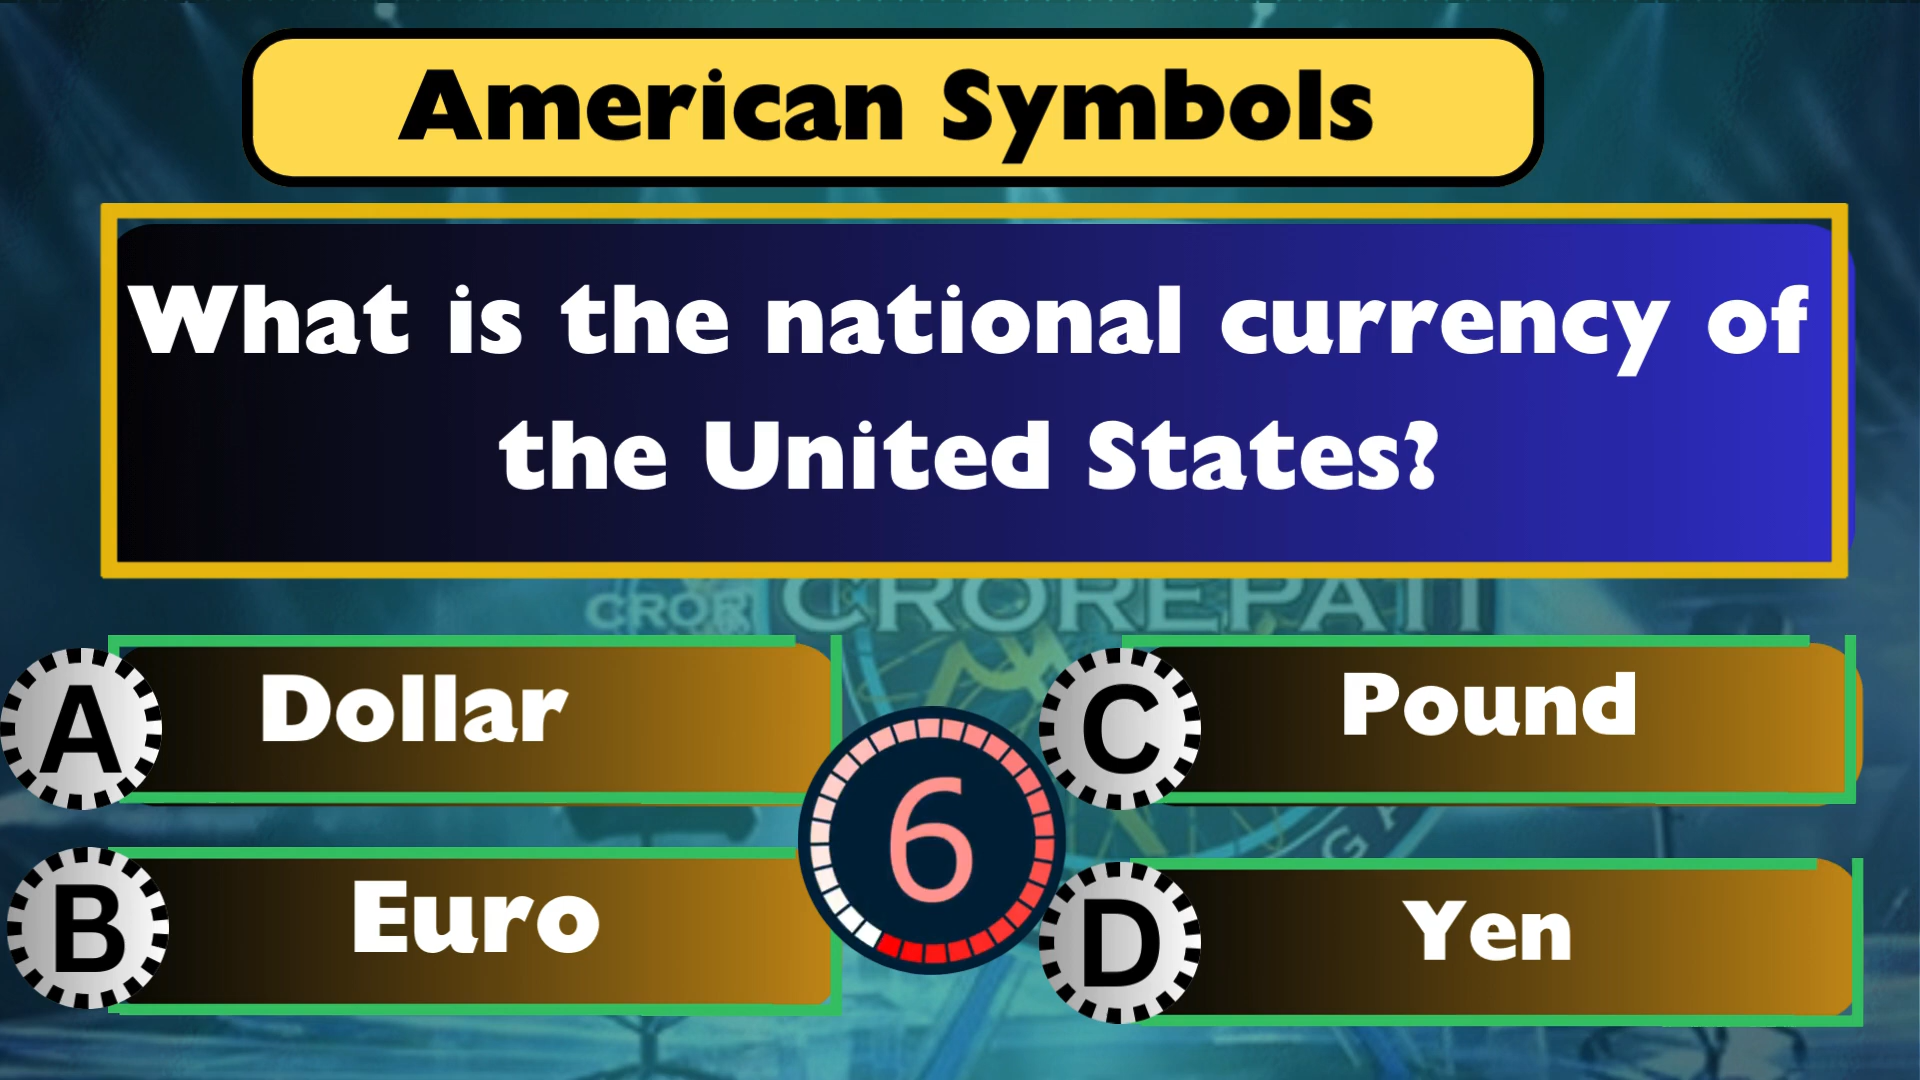 American Symbols
What is the national currency of
the United States?
CROREPATI
A
Dollar
C
Pound
6
B
Euro
D
Yen